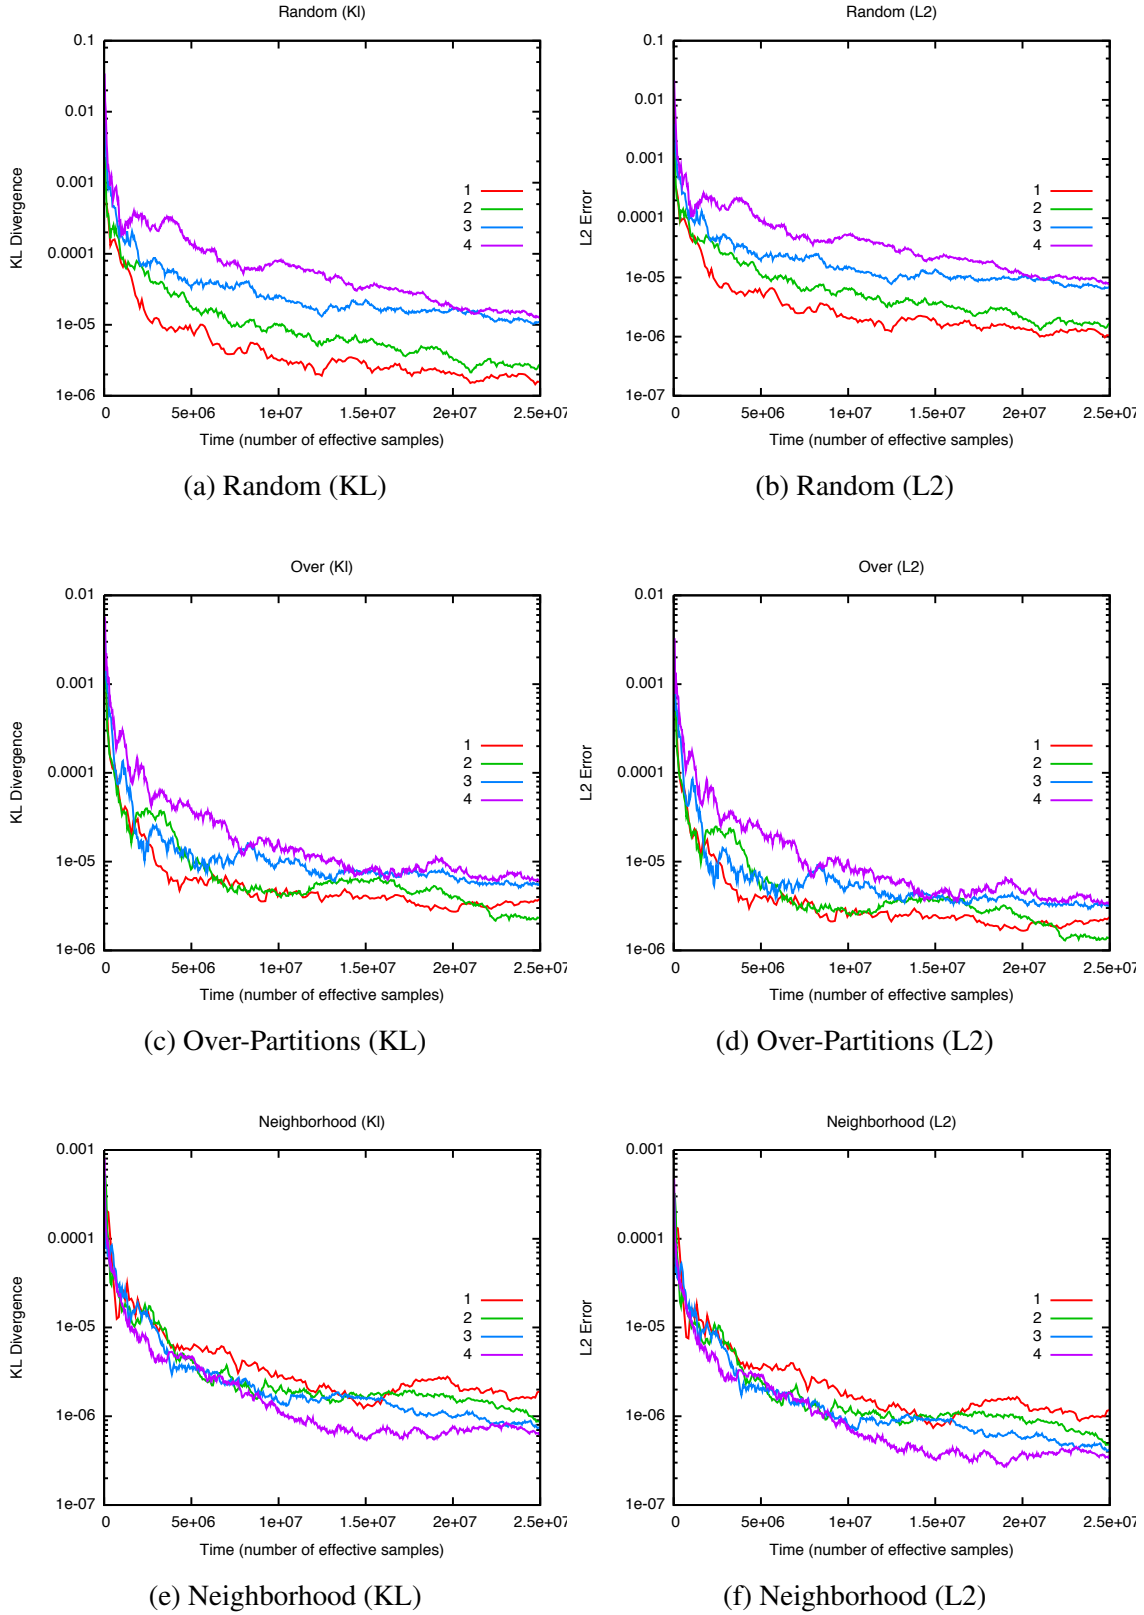 Random (Kl)
0.1
0.01
0.001
0.0001
1e-05
1e-06
KL Divergence
1
2
3
4
0 5e+06 1e+07 1.5e+07 2e+07 2.5e+07
Time (number of effective samples)
(a) Random (KL)
Random (L2)
0.1
0.01
0.001
0.0001
1e-05
1e-06
1e-07
L2 Error
1
2
3
4
0 5e+06 1e+07 1.5e+07 2e+07 2.5e+0
Time (number of effective samples)
(b) Random (L2)
Over (Kl)
0.01
0.001
0.0001
1e-05
1e-06
KL Divergence
1
2
3
4
0 5e+06 1e+07 1.5e+07 2e+07 2.5e+07
Time (number of effective samples)
(c) Over-Partitions (KL)
Over (L2)
0.01
0.001
0.0001
1e-05
1e-06
L2 Error
1
2
3
4
0 5e+06 1e+07 1.5e+07 2e+07 2.5e+0
Time (number of effective samples)
(d) Over-Partitions (L2)
Neighborhood (Kl)
0.001
0.0001
1e-05
1e-06
1e-07
KL Divergence
1
2
3
4
0 5e+06 1e+07 1.5e+07 2e+07 2.5e+07
Time (number of effective samples)
(e) Neighborhood (KL)
Neighborhood (L2)
0.001
0.0001
1e-05
1e-06
1e-07
L2 Error
1
2
3
4
0 5e+06 1e+07 1.5e+07 2e+07 2.5e+0
Time (number of effective samples)
(f) Neighborhood (L2)